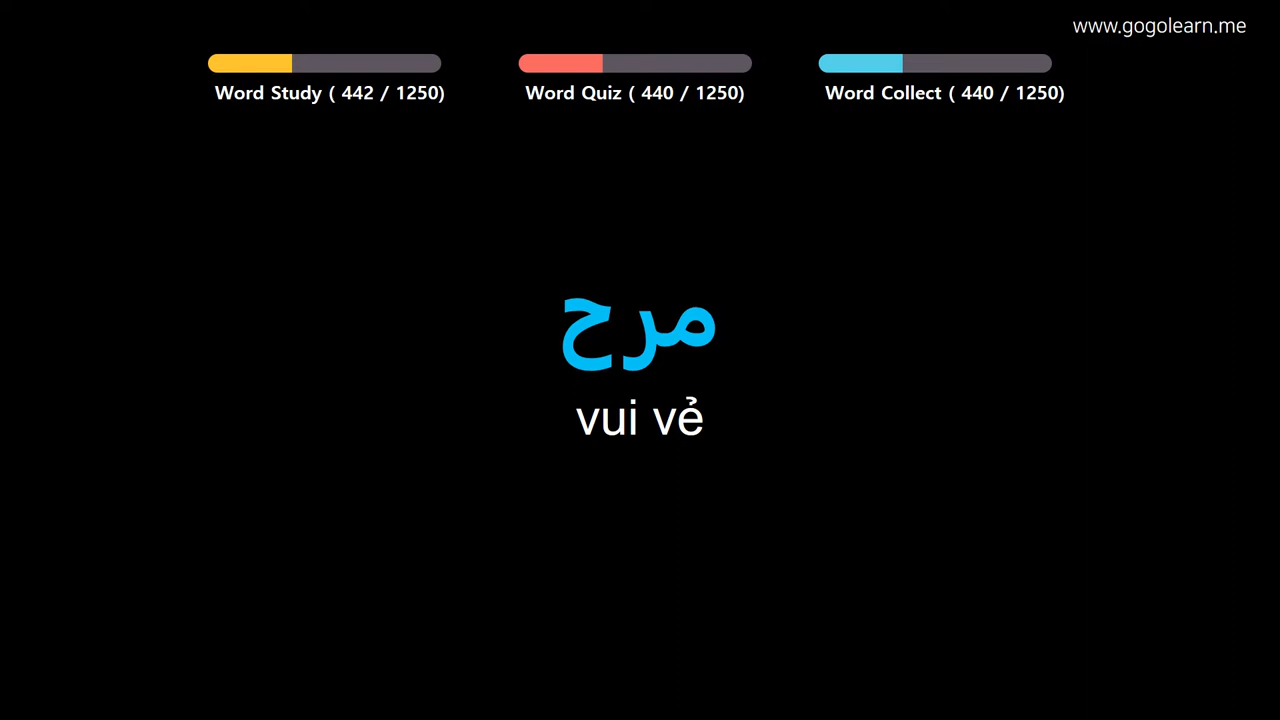 www.gogolearn.me
Word Study ( 442 / 1250)
Word Quiz ( 440 / 1250)
Word Collect ( 440 / 1250)
مرح
vui vẻ